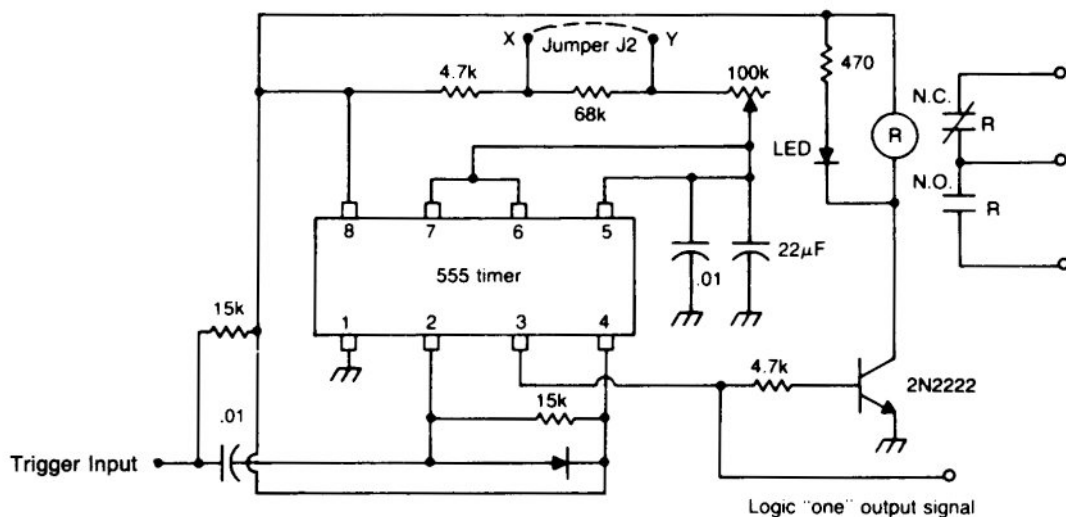 X Jumper J2 Y
4.7k
68k
100k
470
N.C.
R
R
LED
N.O.
R
8 7 6 5
555 timer
.01
22µF
15k
1 2 3 4
4.7k
2N2222
15k
.01
Trigger Input
Logic "one" output signal